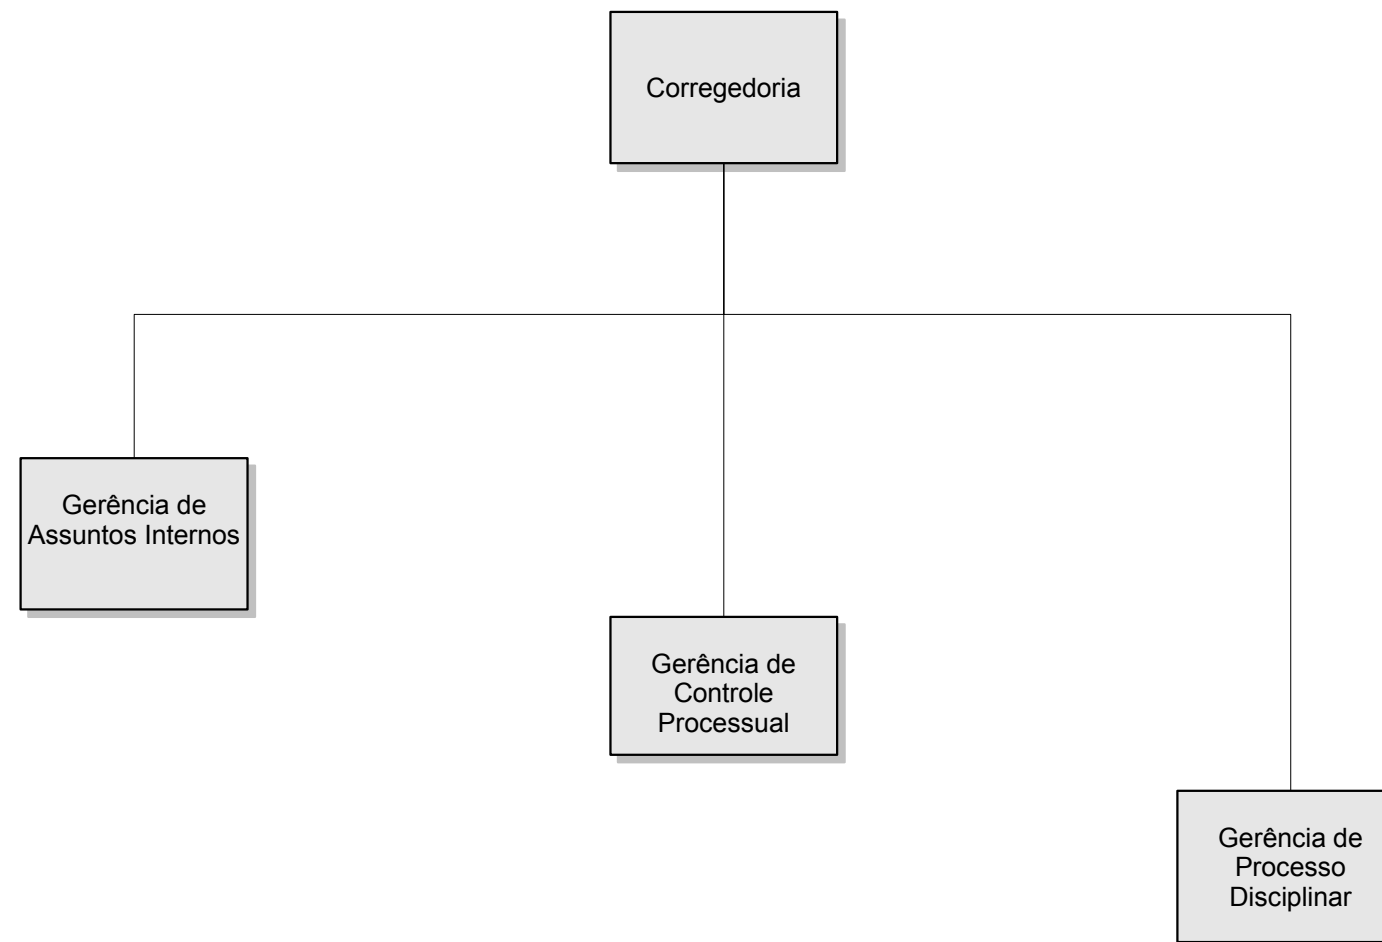 Corregedoria
Gerência de
Assuntos Internos
Gerência de
Controle
Processual
Gerência de
Processo
Disciplinar